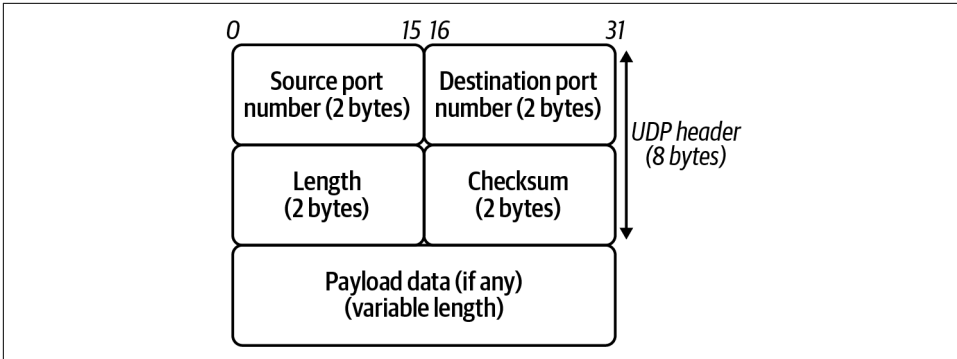 0 15 16 31
Source port
number (2 bytes)
Destination port
number (2 bytes)
UDP header
(8 bytes)
Length
(2 bytes)
Checksum
(2 bytes)
Payload data (if any)
(variable length)